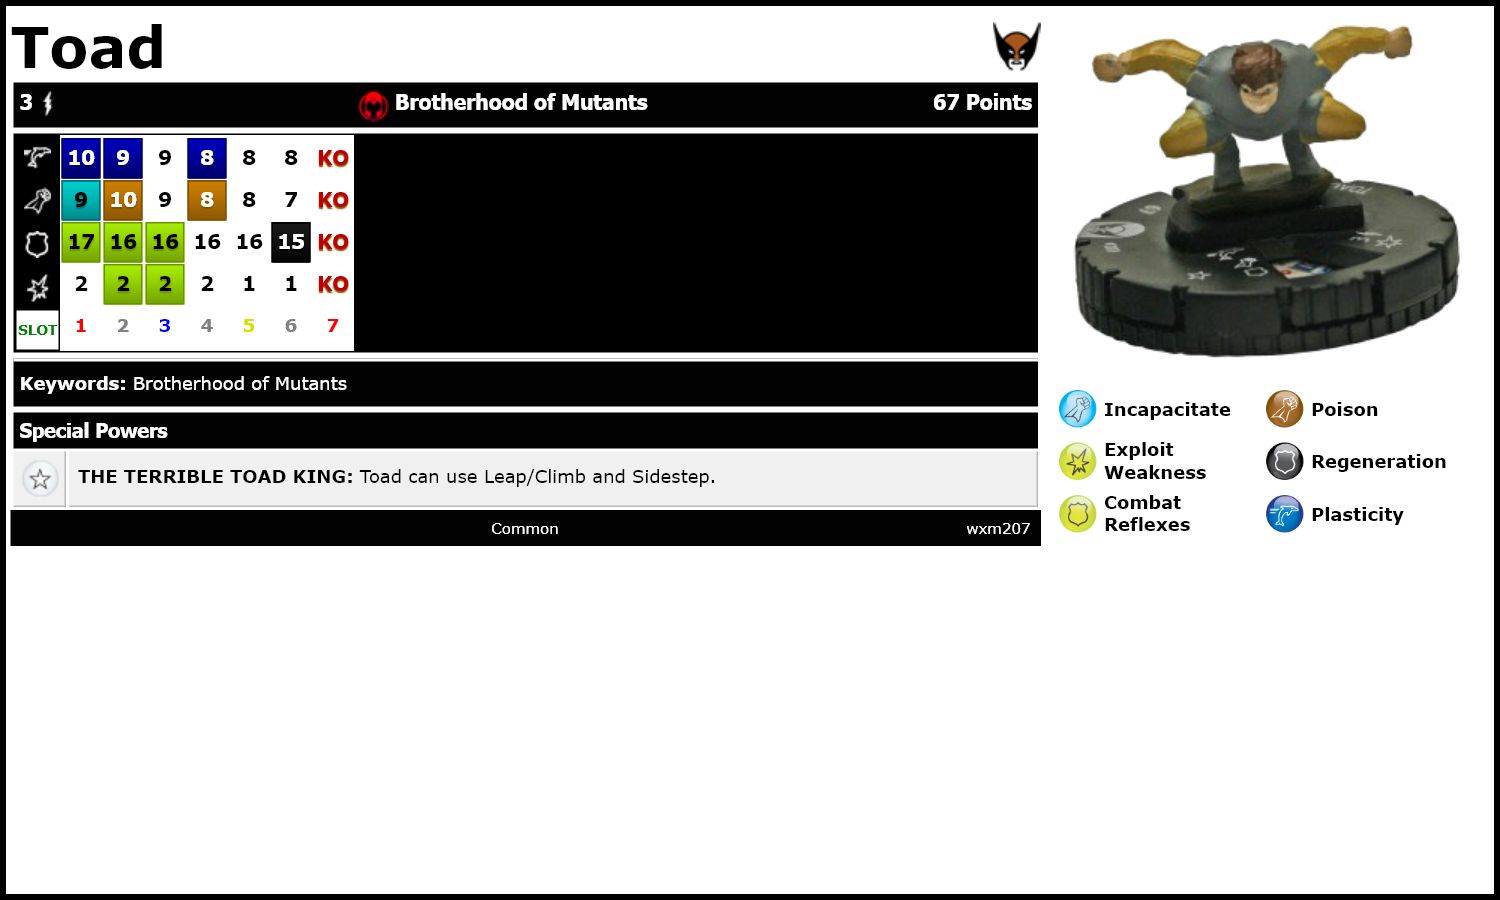 Toad
3 Brotherhood of Mutants 67 Points
10 9 9 8 8 8 KO
9 10 9 8 8 7 KO
17 16 16 16 16 15 KO
2 2 2 2 1 1 KO
SLOT 1 2 3 4 5 6 7
Keywords: Brotherhood of Mutants
Special Powers
THE TERRIBLE TOAD KING: Toad can use Leap/Climb and Sidestep.
Common wxm207
TOAD
Incapacitate
Poison
Exploit
Weakness
Regeneration
Combat
Reflexes
Plasticity